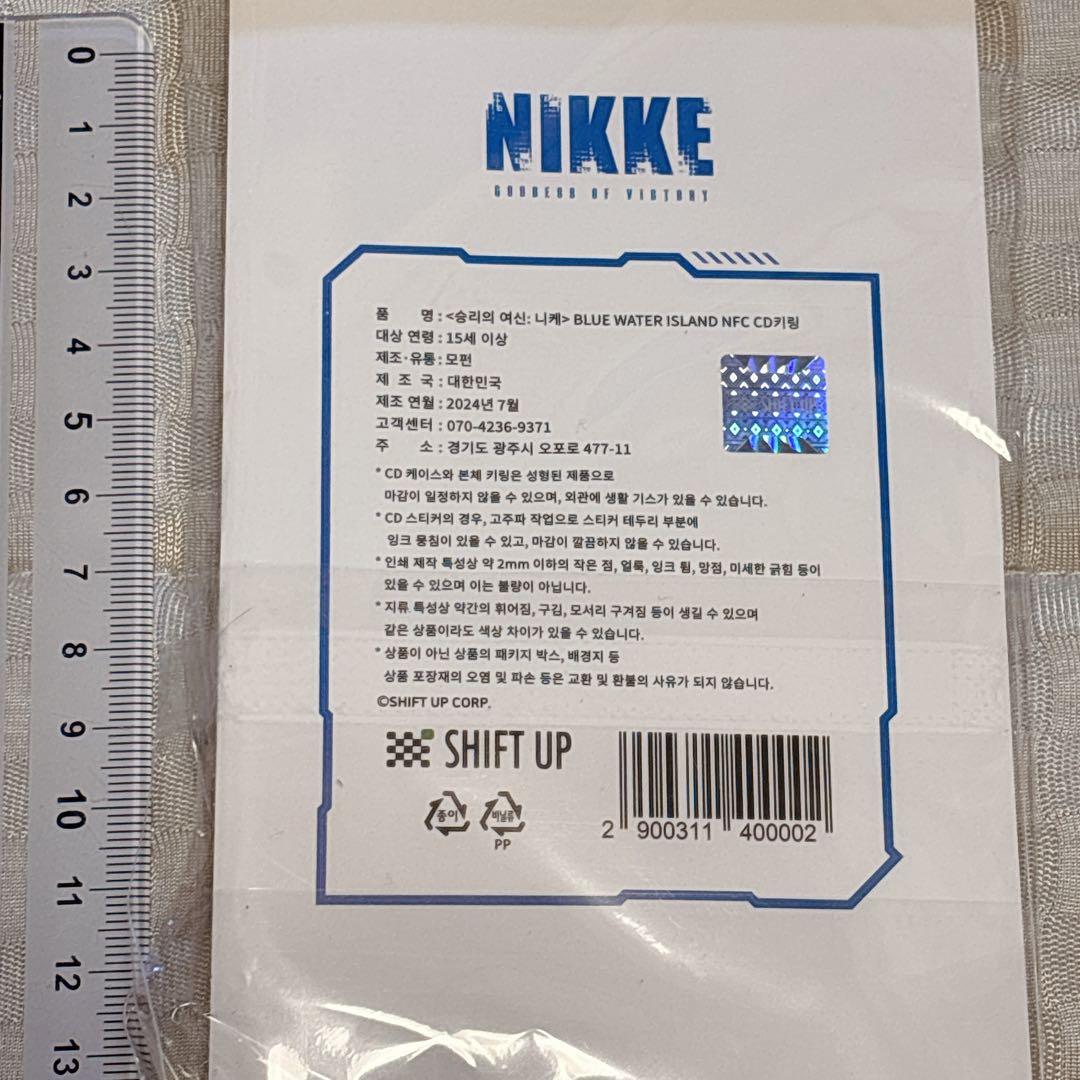 0
1
2
3
4
5
6
7
8
9
10
11
12
13
NIKKE
GODDESS OF VICTORY
품 명 : <승리의 여신: 니케> BLUE WATER ISLAND NFC CD키링
대상 연령 : 15세 이상
제조·유통 : 모펀
제 조 국 : 대한민국
제조 연월 : 2024년 7월
고객센터 : 070-4236-9371
주 소 : 경기도 광주시 오포로 477-11
* CD 케이스와 본체 키링은 성형된 제품으로
마감이 일정하지 않을 수 있으며, 외관에 생활 기스가 있을 수 있습니다.
* CD 스티커의 경우, 고주파 작업으로 스티커 테두리 부분에
잉크 뭉침이 있을 수 있고, 마감이 깔끔하지 않을 수 있습니다.
* 인쇄 제작 특성상 약 2mm 이하의 작은 점, 얼룩, 잉크 튐, 망점, 미세한 긁힘 등이
있을 수 있으며 이는 불량이 아닙니다.
* 지류 특성상 약간의 휘어짐, 구김, 모서리 구겨짐 등이 생길 수 있으며
같은 상품이라도 색상 차이가 있을 수 있습니다.
* 상품이 아닌 상품의 패키지 박스, 배경지 등
상품 포장재의 오염 및 파손 등은 교환 및 환불의 사유가 되지 않습니다.
©SHIFT UP CORP.
SHIFT UP
종이
비닐류
PP
2 900311 400002